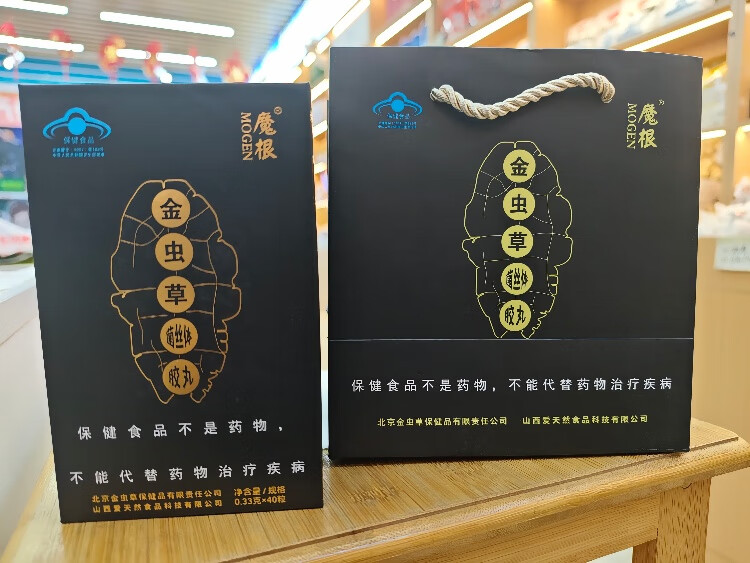 保健食品
魔根®
MOGEN
金
虫
草
菌丝体
胶丸
保健食品不是药物，
不能代替药物治疗疾病
北京金虫草保健品有限责任公司
山西爱天然食品科技有限公司
净含量/规格
0.33克×40粒
保健食品
魔根®
MOGEN
金
虫
草
菌丝体
胶丸
保健食品不是药物，不能代替药物治疗疾病
北京金虫草保健品有限责任公司 山西爱天然食品科技有限公司